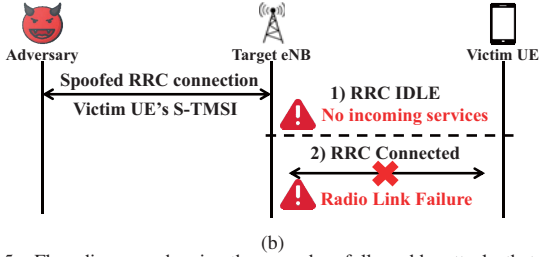 Adversary
Target eNB
Victim UE
Spoofed RRC connection
Victim UE's S-TMSI
1) RRC IDLE
No incoming services
2) RRC Connected
Radio Link Failure
(b)